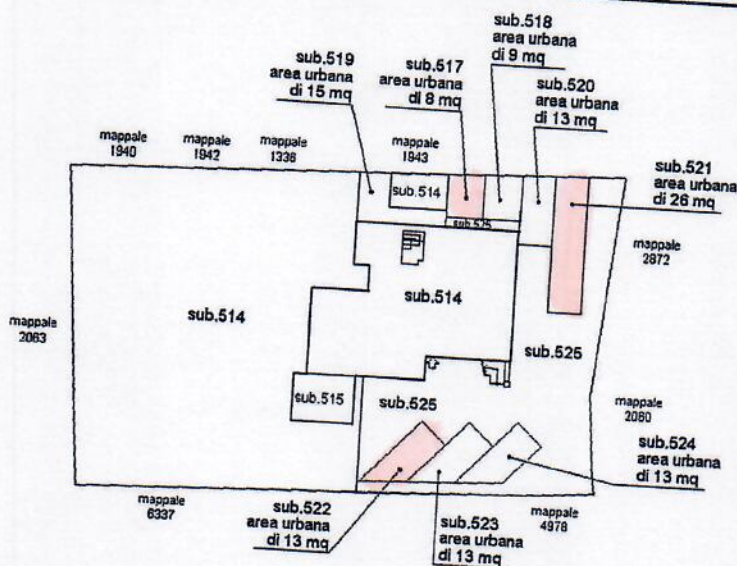 sub.518
area urbana
di 9 mq
sub.519
area urbana
di 15 mq
sub.517
area urbana
di 8 mq
sub.520
area urbana
di 13 mq
mappale
1940
mappale
1942
mappale
1336
mappale
1943
sub.521
area urbana
di 26 mq
sub.514
sub.525
mappale
2872
sub.514
sub.514
mappale
2063
sub.525
sub.515
sub.525
mappale
2080
sub.524
area urbana
di 13 mq
mappale
6337
sub.522
area urbana
di 13 mq
sub.523
area urbana
di 13 mq
mappale
4978